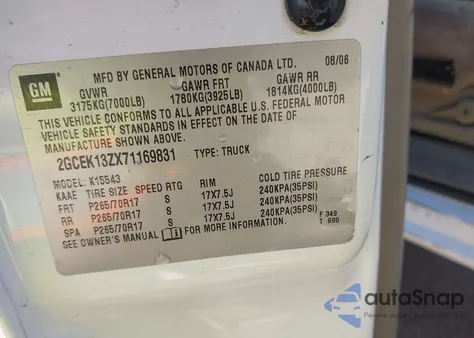 GM
MFD BY GENERAL MOTORS OF CANADA LTD. 08/06
GVWR GAWR FRT GAWR RR
3175KG(7000LB) 1780KG(3925LB) 1814KG(4000LB)
THIS VEHICLE CONFORMS TO ALL APPLICABLE U.S. FEDERAL MOTOR
VEHICLE SAFETY STANDARDS IN EFFECT ON THE DATE OF
MANUFACTURE SHOWN ABOVE.
2GCEK13ZX71169831 TYPE: TRUCK
MODEL: K15543
KAAE TIRE SIZE SPEED RTG RIM COLD TIRE PRESSURE
FRT P265/70R17 S 17X7.5J 240KPA(35PSI)
RR P265/70R17 S 17X7.5J 240KPA(35PSI)
SPA P265/70R17 S 17X7.5J 240KPA(35PSI)
SEE OWNER'S MANUAL FOR MORE INFORMATION. F 349
T 690
autoSnap